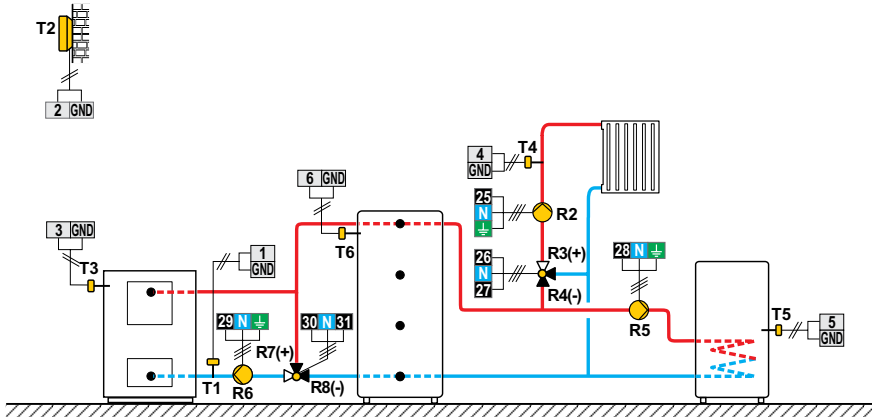 T2
2 GND
4
GND
T4
6 GND
25
N
R2
3 GND
1
GND
T3
T6
26
N
27
R3(+)
R4(-)
28 N
29 N
30 N 31
R5
T5
5
GND
R7(+)
T1
R6
R8(-)